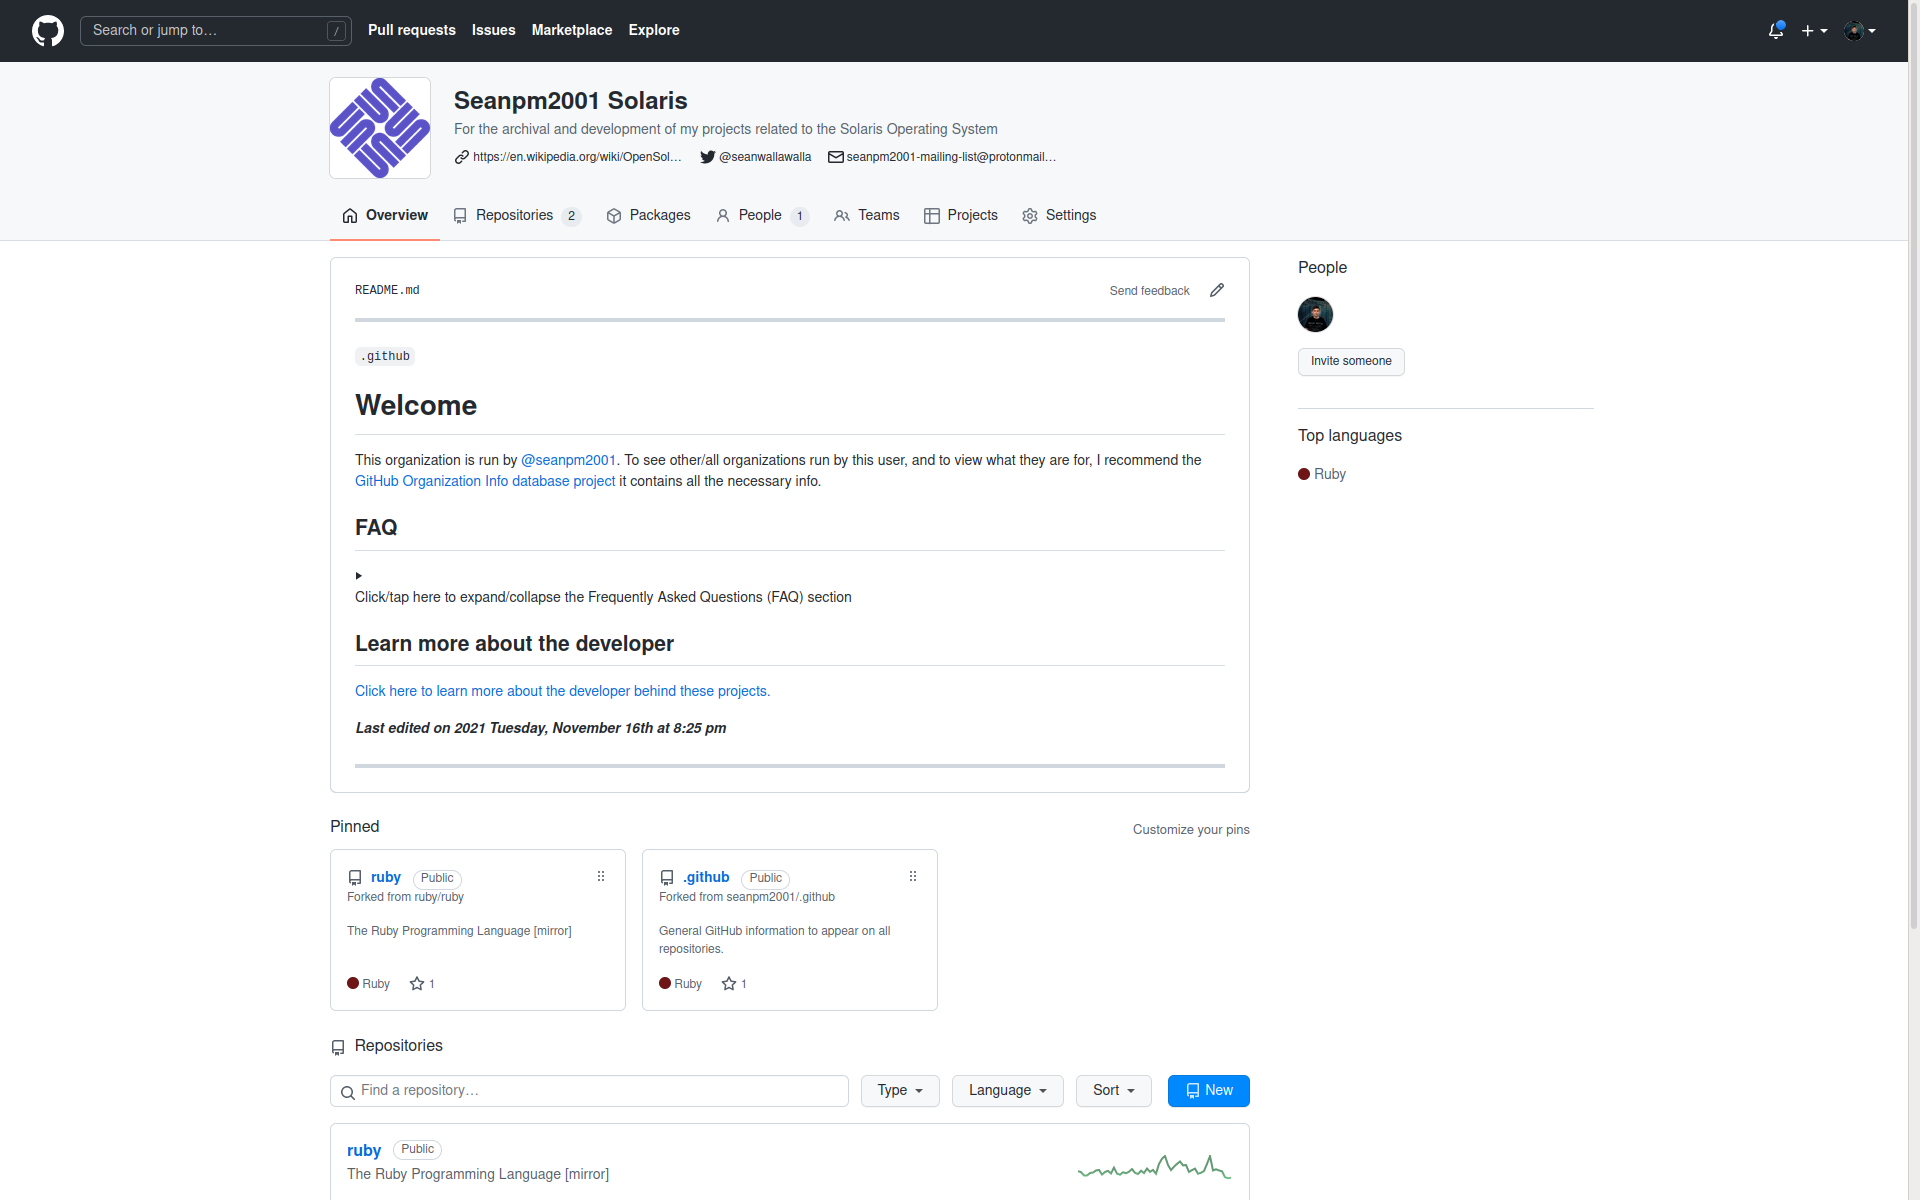 Search or jump to…
/
Pull requests
Issues
Marketplace
Explore
Seanpm2001 Solaris
For the archival and development of my projects related to the Solaris Operating System
https://en.wikipedia.org/wiki/OpenSol…
@seanwallawalla
seanpm2001-mailing-list@protonmail…
Overview
Repositories 2
Packages
People 1
Teams
Projects
Settings
README.md
Send feedback
.github
Welcome
This organization is run by @seanpm2001. To see other/all organizations run by this user, and to view what they are for, I recommend the
GitHub Organization Info database project it contains all the necessary info.
FAQ
Click/tap here to expand/collapse the Frequently Asked Questions (FAQ) section
Learn more about the developer
Click here to learn more about the developer behind these projects.
Last edited on 2021 Tuesday, November 16th at 8:25 pm
People
Invite someone
Top languages
Ruby
Pinned
Customize your pins
ruby Public
Forked from ruby/ruby
The Ruby Programming Language [mirror]
Ruby 1
.github Public
Forked from seanpm2001/.github
General GitHub information to appear on all
repositories.
Ruby 1
Repositories
Find a repository…
Type
Language
Sort
New
ruby Public
The Ruby Programming Language [mirror]